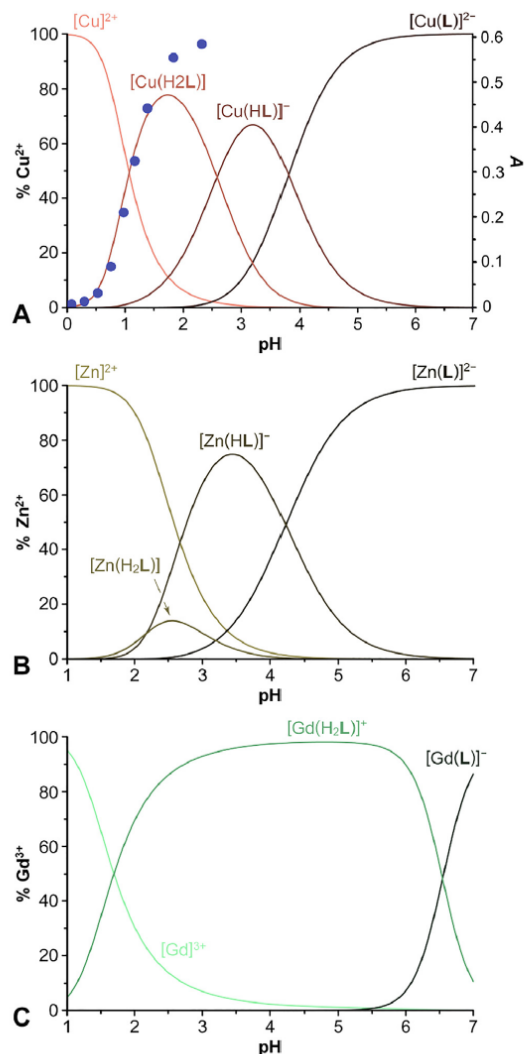 [Cu]²⁺
[Cu(L)]²⁻
100
0.6
[Cu(H2L)]
80
0.5
[Cu(HL)]⁻
0.4
60
% Cu²⁺
0.3
A
40
0.2
20
0.1
0
0
A
0 1 2 3 4 5 6 7
pH
[Zn]²⁺
[Zn(L)]²⁻
100
[Zn(HL)]⁻
80
60
% Zn²⁺
40
[Zn(H₂L)]
20
0
B
1 2 3 4 5 6 7
pH
[Gd(H₂L)]⁺
100
[Gd(L)]⁻
80
60
% Gd³⁺
40
[Gd]³⁺
20
0
C
1 2 3 4 5 6 7
pH